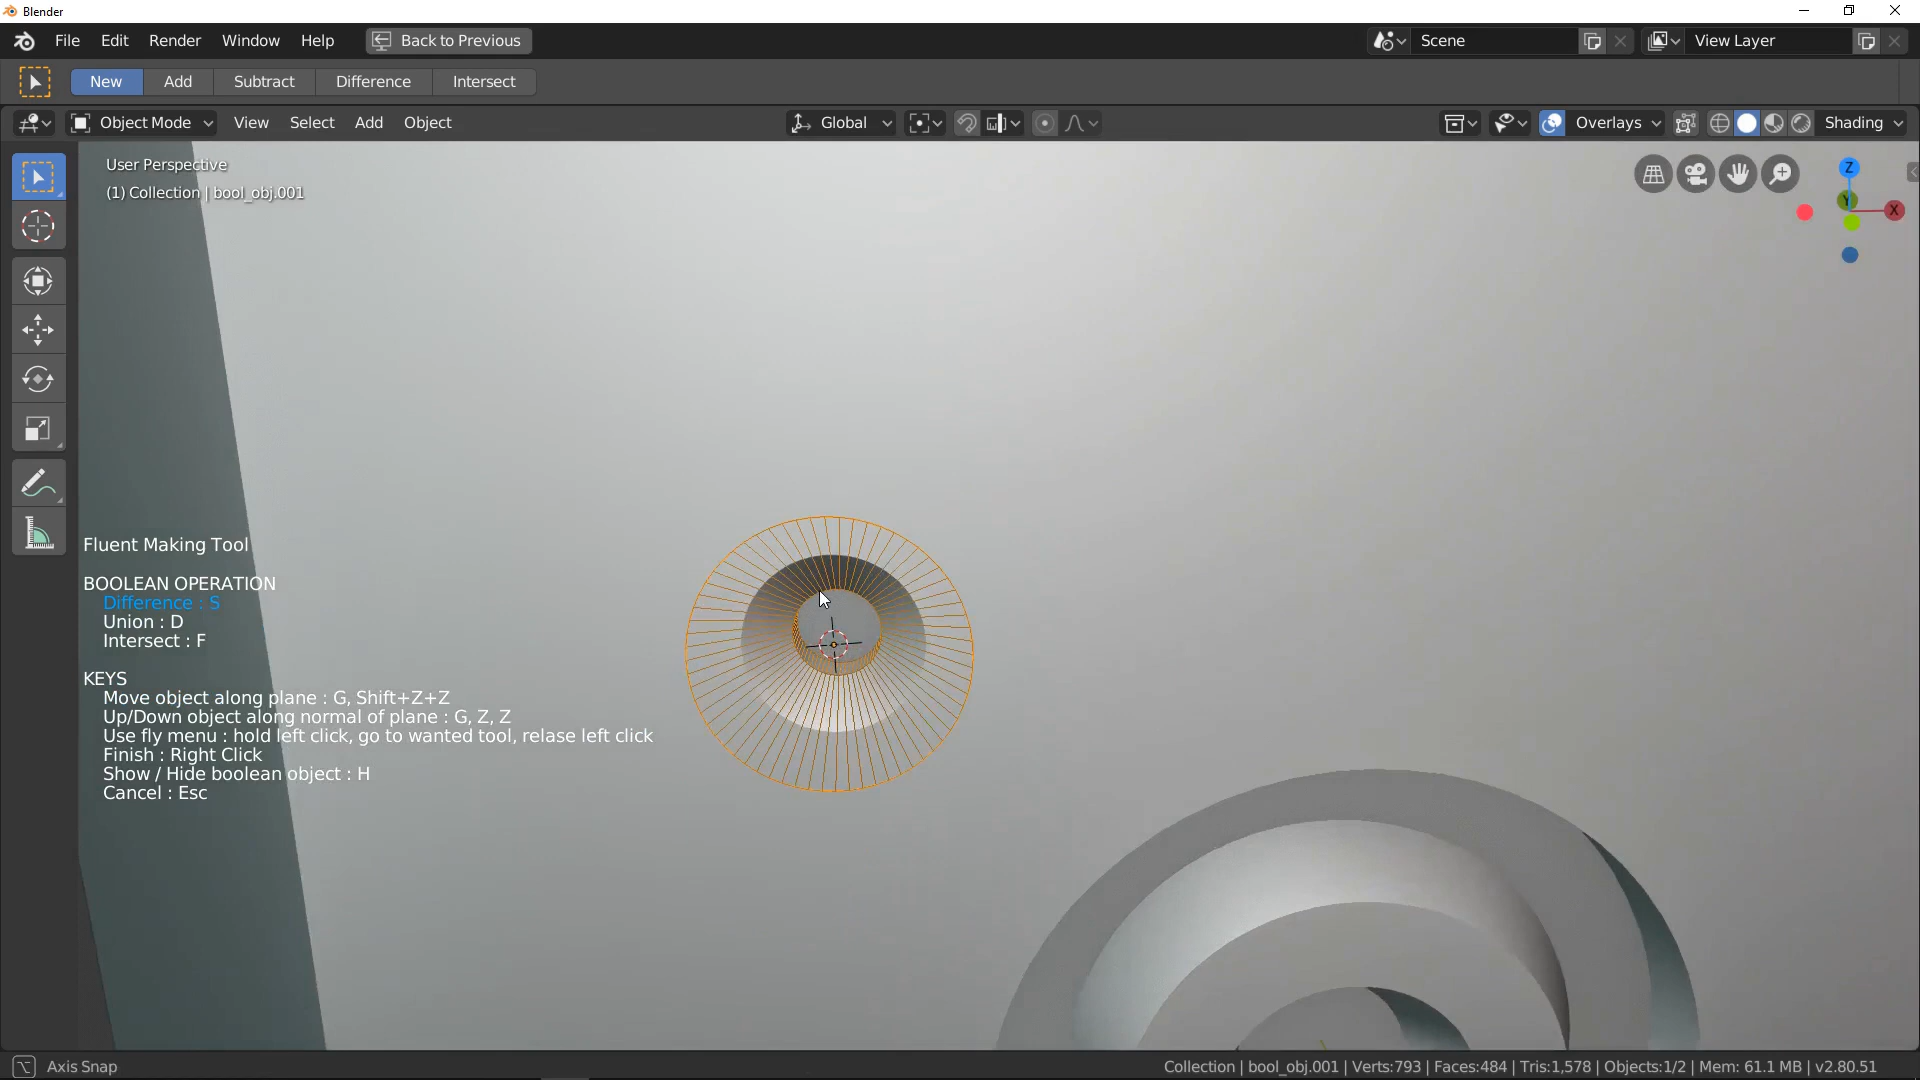 Blender
File Edit Render Window Help Back to Previous Scene View Layer
New Add Subtract Difference Intersect
Object Mode View Select Add Object Global Overlays Shading
User Perspective
(1) Collection | bool_obj.001
Z
Y
X
Fluent Making Tool
BOOLEAN OPERATION
Difference : S
Union : D
Intersect : F
KEYS
Move object along plane : G, Shift+Z+Z
Up/Down object along normal of plane : G, Z, Z
Use fly menu : hold left click, go to wanted tool, relase left click
Finish : Right Click
Show / Hide boolean object : H
Cancel : Esc
Axis Snap Collection | bool_obj.001 | Verts:793 | Faces:484 | Tris:1,578 | Objects:1/2 | Mem: 61.1 MB | v2.80.51